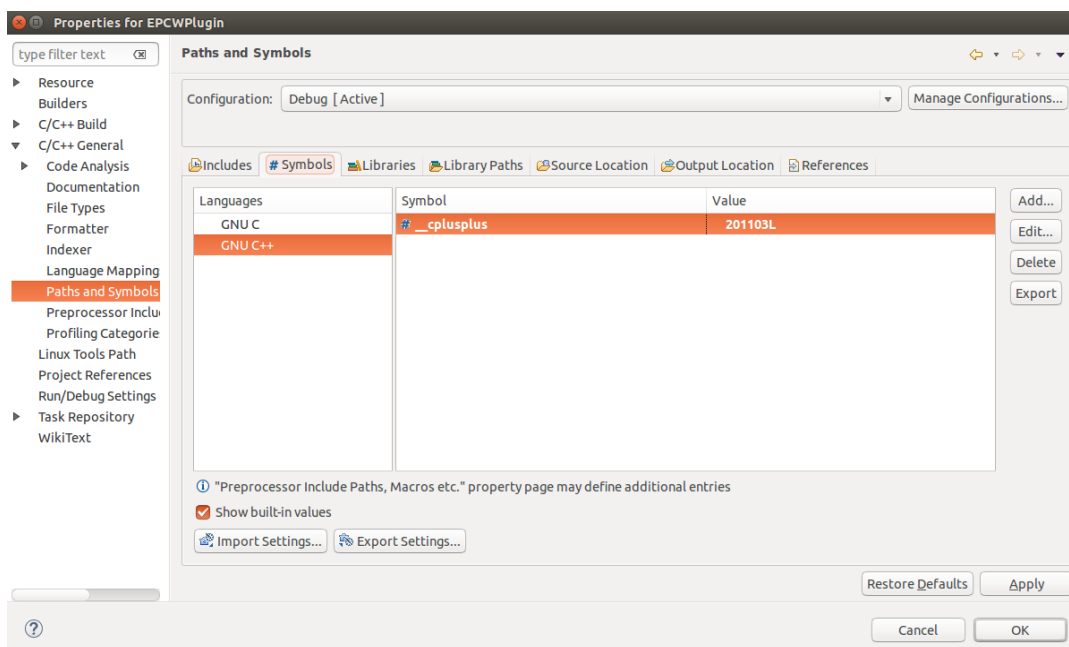 Properties for EPCWPlugin
type filter text
Resource
Builders
C/C++ Build
C/C++ General
Code Analysis
Documentation
File Types
Formatter
Indexer
Language Mapping
Paths and Symbols
Preprocessor Inclu
Profiling Categorie
Linux Tools Path
Project References
Run/Debug Settings
Task Repository
WikiText
Paths and Symbols
Configuration: Debug [Active] Manage Configurations...
Includes # Symbols Libraries Library Paths Source Location Output Location References
Languages Symbol Value
GNU C # __cplusplus 201103L
GNU C++
Add...
Edit...
Delete
Export
"Preprocessor Include Paths, Macros etc." property page may define additional entries
Show built-in values
Import Settings... Export Settings...
Restore Defaults Apply
Cancel OK